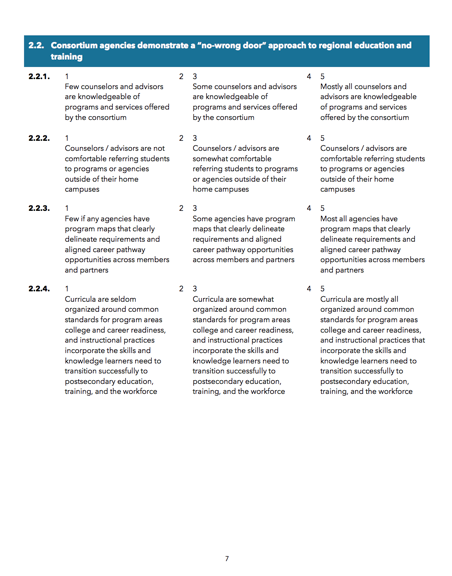 2.2. Consortium agencies demonstrate a “no-wrong door” approach to regional education and
training
2.2.1. 1 2 3 4 5
Few counselors and advisors
are knowledgeable of
programs and services offered
by the consortium
Some counselors and advisors
are knowledgeable of
programs and services offered
by the consortium
Mostly all counselors and
advisors are knowledgeable
of programs and services
offered by the consortium
2.2.2. 1 2 3 4 5
Counselors / advisors are not
comfortable referring students
to programs or agencies
outside of their home
campuses
Counselors / advisors are
somewhat comfortable
referring students to programs
or agencies outside of their
home campuses
Counselors / advisors are
comfortable referring students
to programs or agencies
outside of their home
campuses
2.2.3. 1 2 3 4 5
Few if any agencies have
program maps that clearly
delineate requirements and
aligned career pathway
opportunities across members
and partners
Some agencies have program
maps that clearly delineate
requirements and aligned
career pathway opportunities
across members and partners
Most all agencies have
program maps that clearly
delineate requirements and
aligned career pathway
opportunities across members
and partners
2.2.4. 1 2 3 4 5
Curricula are seldom
organized around common
standards for program areas
college and career readiness,
and instructional practices
incorporate the skills and
knowledge learners need to
transition successfully to
postsecondary education,
training, and the workforce
Curricula are somewhat
organized around common
standards for program areas
college and career readiness,
and instructional practices
incorporate the skills and
knowledge learners need to
transition successfully to
postsecondary education,
training, and the workforce
Curricula are mostly all
organized around common
standards for program areas
college and career readiness,
and instructional practices that
incorporate the skills and
knowledge learners need to
transition successfully to
postsecondary education,
training, and the workforce
7